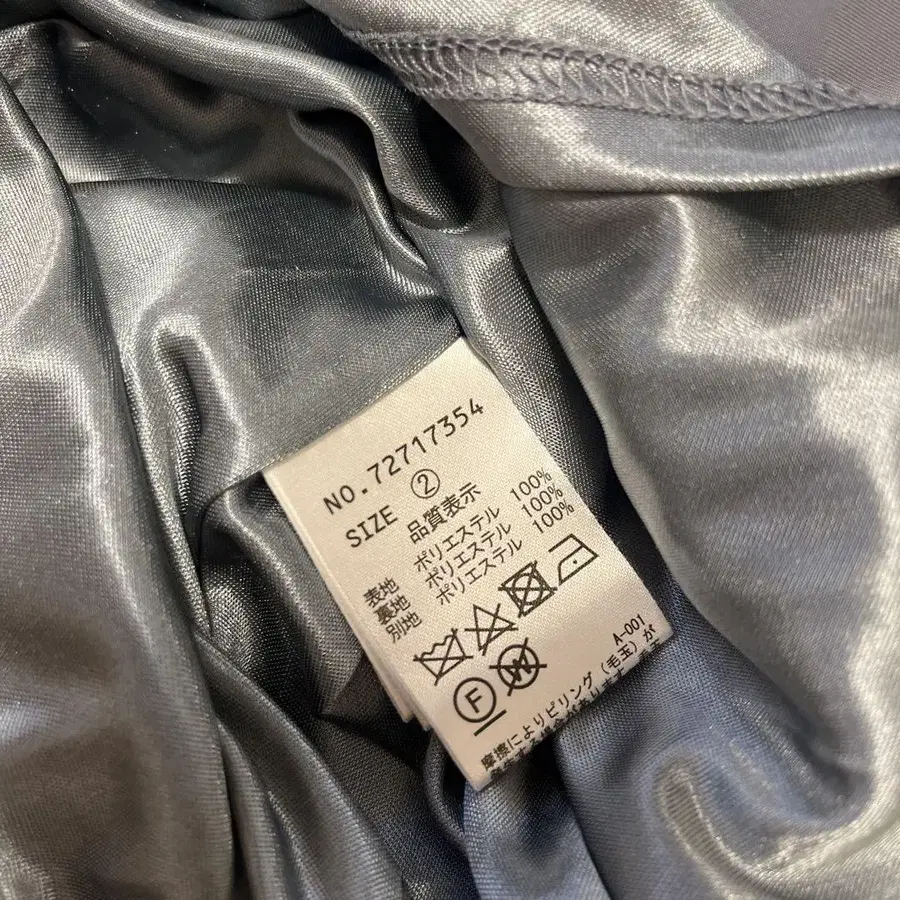 NO.72717354
SIZE ②
品質表示
表地 ポリエステル 100%
裏地 ポリエステル 100%
別地 ポリエステル 100%
F W
A-001
摩擦によりピリング(毛玉)が